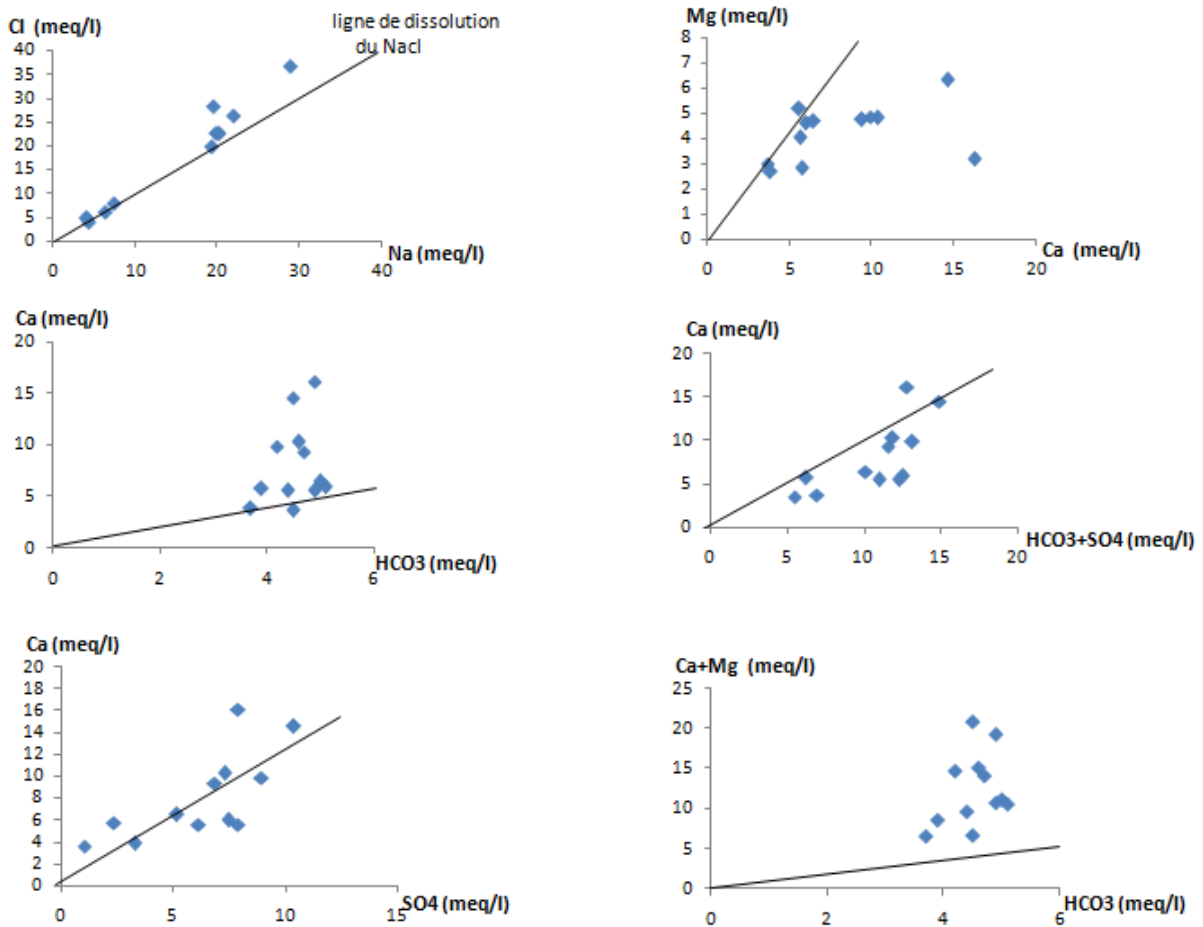 Cl (meq/l)
ligne de dissolution
du Nacl
40
35
30
25
20
15
10
5
0
0 10 20 30 40
Na (meq/l)
Mg (meq/l)
8
7
6
5
4
3
2
1
0
0 5 10 15 20
Ca (meq/l)
Ca (meq/l)
20
15
10
5
0
0 2 4 6
HCO3 (meq/l)
Ca (meq/l)
20
15
10
5
0
0 5 10 15 20
HCO3+SO4 (meq/l)
Ca (meq/l)
20
18
16
14
12
10
8
6
4
2
0
0 5 10 15
SO4 (meq/l)
Ca+Mg (meq/l)
25
20
15
10
5
0
0 2 4 6
HCO3 (meq/l)